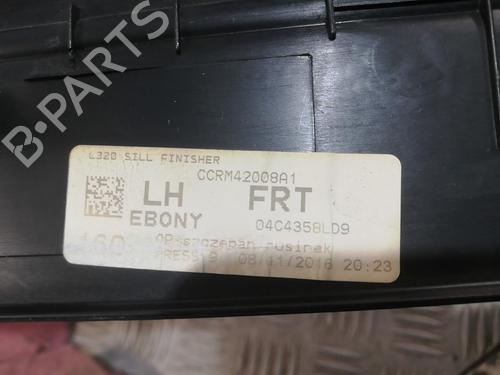 B-PARTS
L320 SILL FINISHER
CCRM42008A1
LH FRT
EBONY 04C4358LD9
160
OP: szczepan rusinek
PRESS 9 08/11/2016 20:23